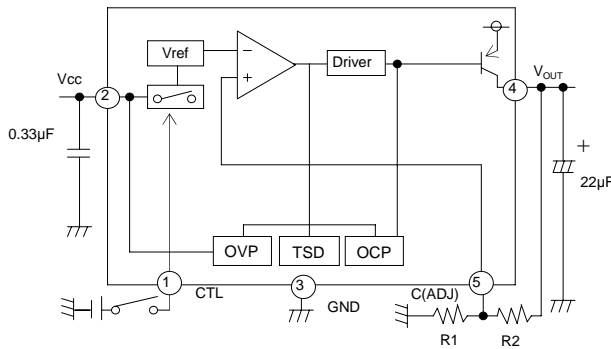 Vref
−
+
Driver
Vcc
2
VOUT
4
0.33µF
+
22µF
OVP
TSD
OCP
1
CTL
3
GND
C(ADJ)
5
R1
R2